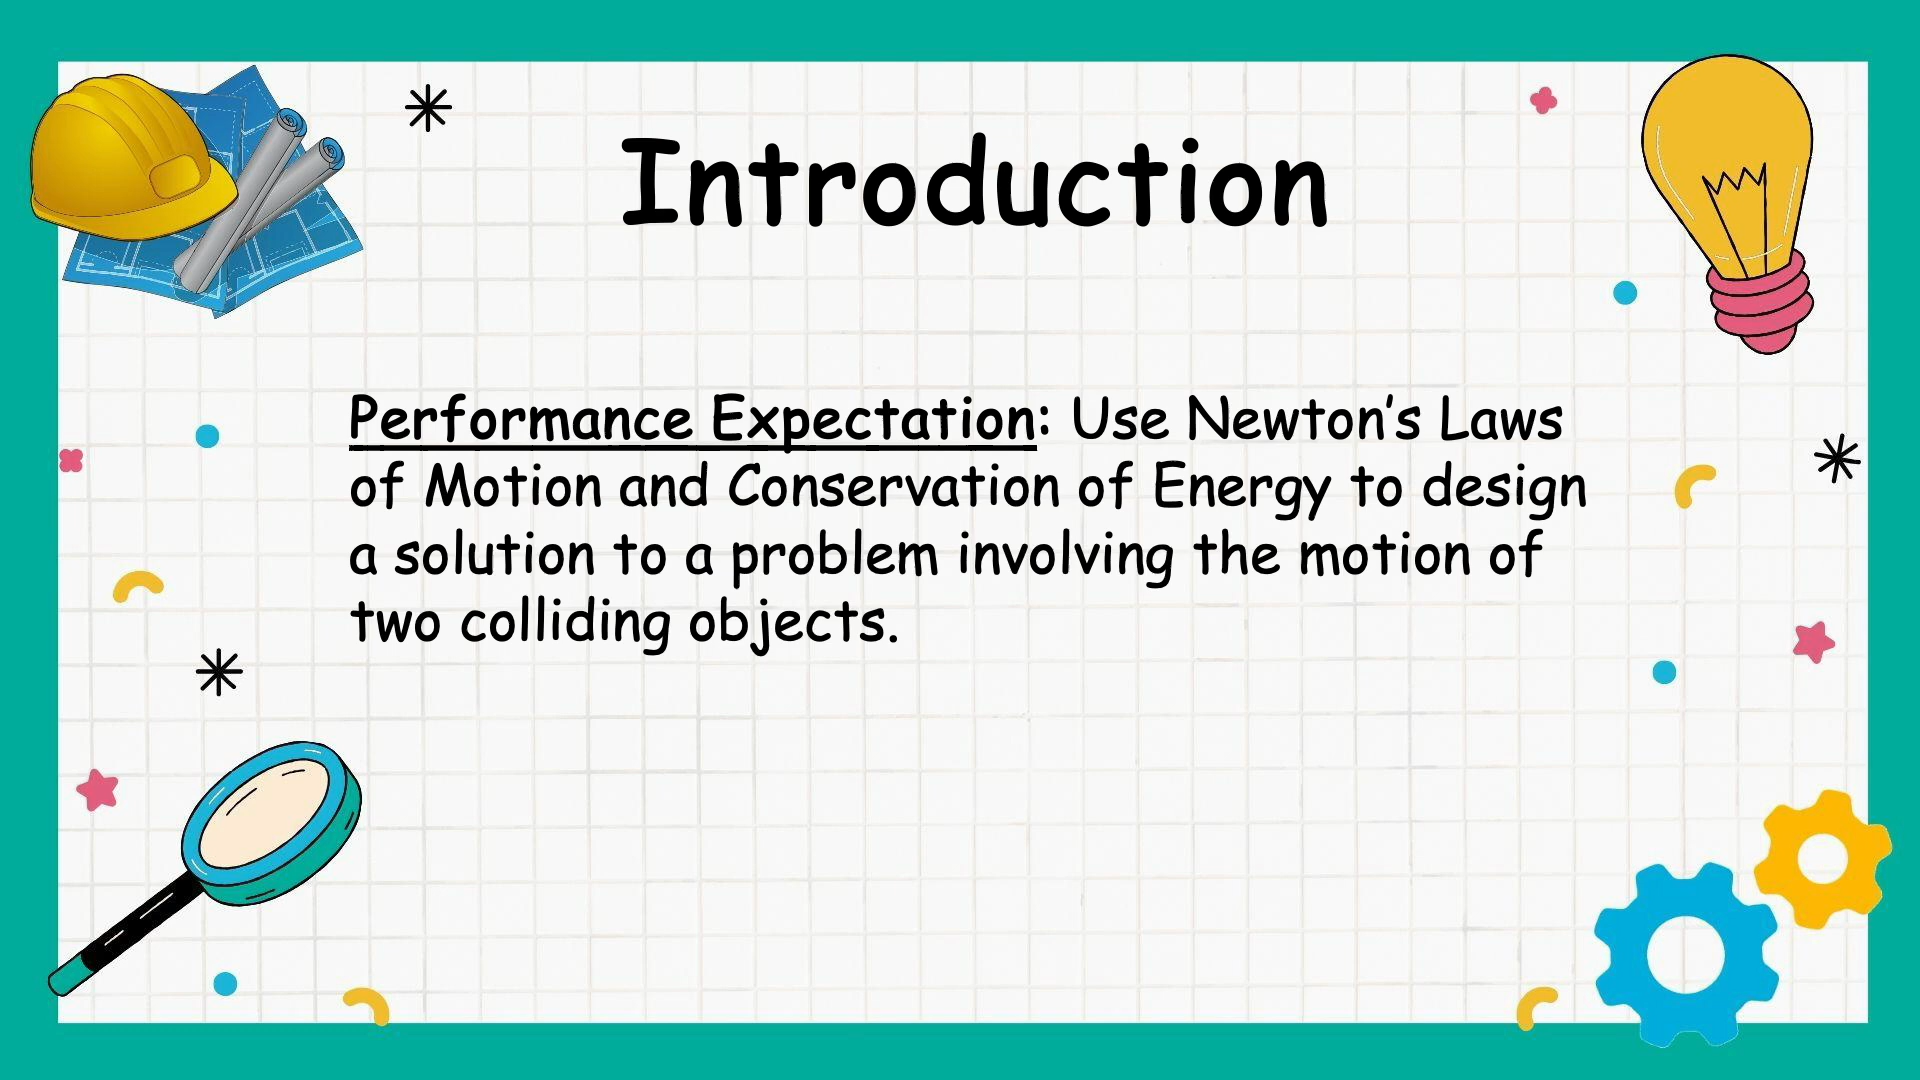 Introduction
Performance Expectation: Use Newton’s Laws
of Motion and Conservation of Energy to design
a solution to a problem involving the motion of
two colliding objects.